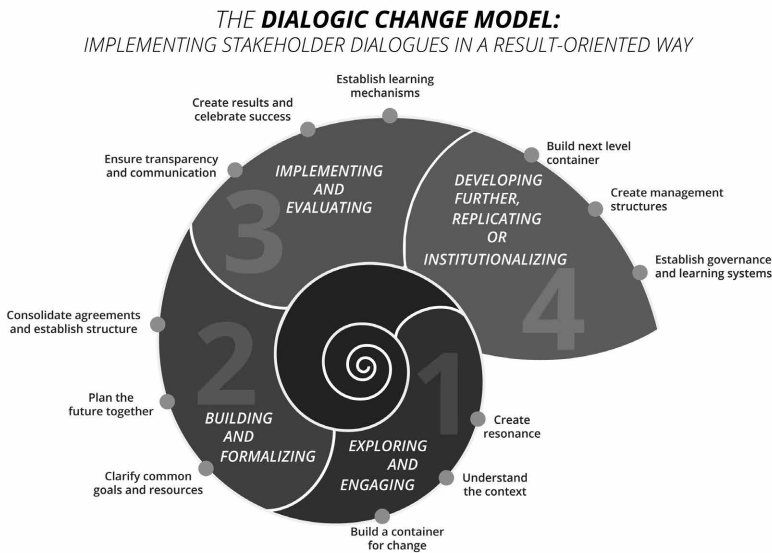 THE DIALOGIC CHANGE MODEL:
IMPLEMENTING STAKEHOLDER DIALOGUES IN A RESULT-ORIENTED WAY
Establish learning
mechanisms
Create results and
celebrate success
Ensure transparency
and communication
IMPLEMENTING
AND
EVALUATING
3
Build next level
container
Create management
structures
Establish governance
and learning systems
DEVELOPING
FURTHER,
REPLICATING
OR
INSTITUTIONALIZING
4
Consolidate agreements
and establish structure
Plan the
future together
Clarify common
goals and resources
2
BUILDING
AND
FORMALIZING
1
EXPLORING
AND
ENGAGING
Create
resonance
Understand
the context
Build a container
for change